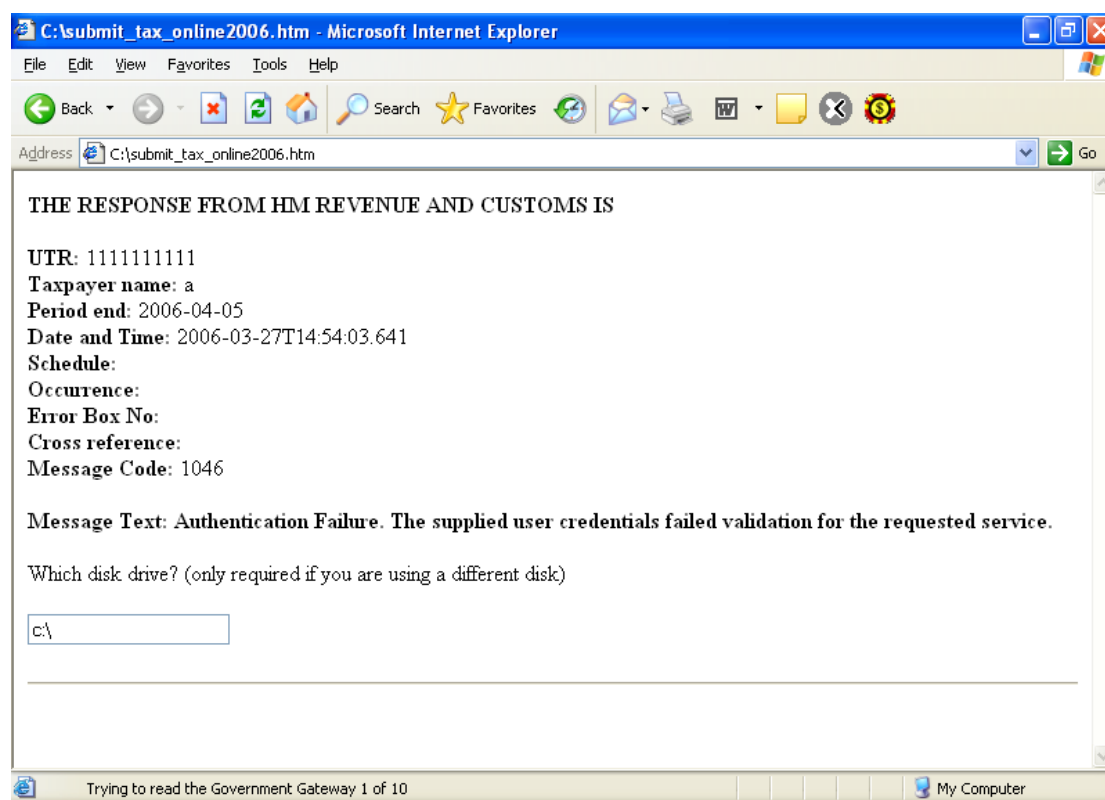 C:\submit_tax_online2006.htm - Microsoft Internet Explorer
File Edit View Favorites Tools Help
Back Search Favorites
Address C:\submit_tax_online2006.htm Go
THE RESPONSE FROM HM REVENUE AND CUSTOMS IS
UTR: 1111111111
Taxpayer name: a
Period end: 2006-04-05
Date and Time: 2006-03-27T14:54:03.641
Schedule:
Occurrence:
Error Box No:
Cross reference:
Message Code: 1046
Message Text: Authentication Failure. The supplied user credentials failed validation for the requested service.
Which disk drive? (only required if you are using a different disk)
c:\
Trying to read the Government Gateway 1 of 10 My Computer